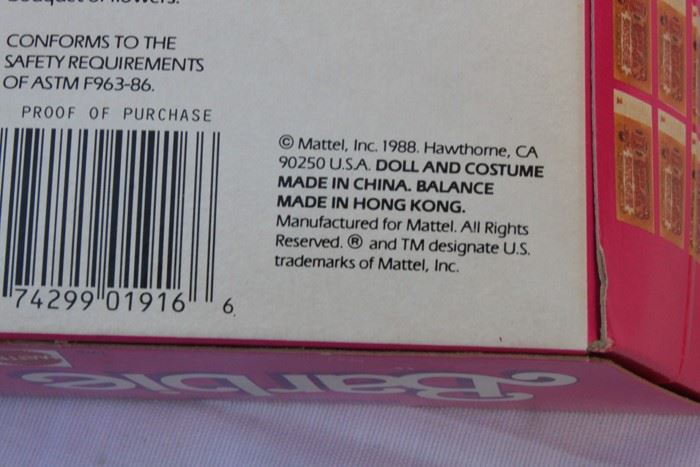 CONFORMS TO THE
SAFETY REQUIREMENTS
OF ASTM F963-86.
PROOF OF PURCHASE
74299 01916 6
© Mattel, Inc. 1988. Hawthorne, CA
90250 U.S.A. DOLL AND COSTUME
MADE IN CHINA. BALANCE
MADE IN HONG KONG.
Manufactured for Mattel. All Rights
Reserved. ® and TM designate U.S.
trademarks of Mattel, Inc.
Barbie